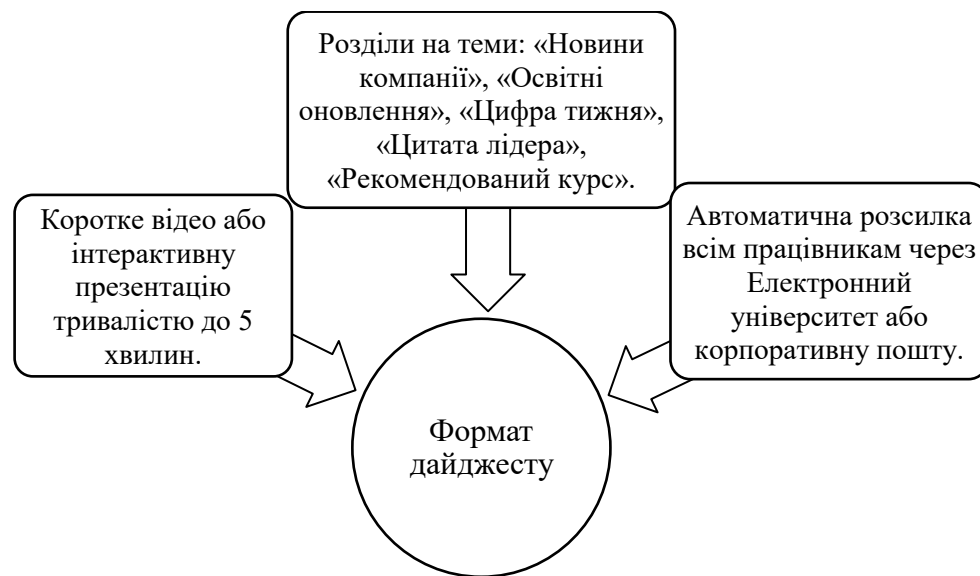 Розділи на теми: «Новини
компанії», «Освітні
оновлення», «Цифра тижня»,
«Цитата лідера»,
«Рекомендований курс».
Коротке відео або
інтерактивну
презентацію
тривалістю до 5
хвилин.
Автоматична розсилка
всім працівникам через
Електронний
університет або
корпоративну пошту.
Формат
дайджесту